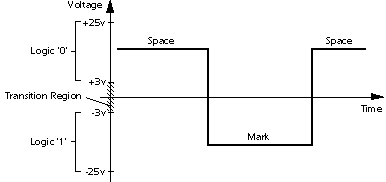 Voltage
+25v
Space
Space
Logic '0'
+3v
Transition Region
Time
-3v
Logic '1'
Mark
-25v